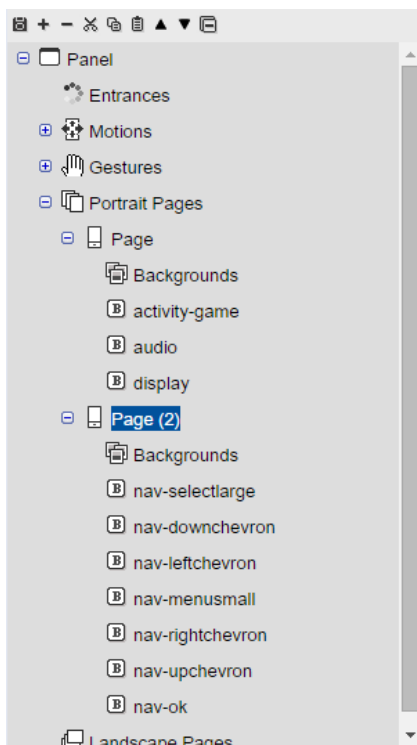 Panel
Entrances
Motions
Gestures
Portrait Pages
Page
Backgrounds
B activity-game
B audio
B display
Page (2)
Backgrounds
B nav-selectlarge
B nav-downchevron
B nav-leftchevron
B nav-menusmall
B nav-rightchevron
B nav-upchevron
B nav-ok
Landscape Pages